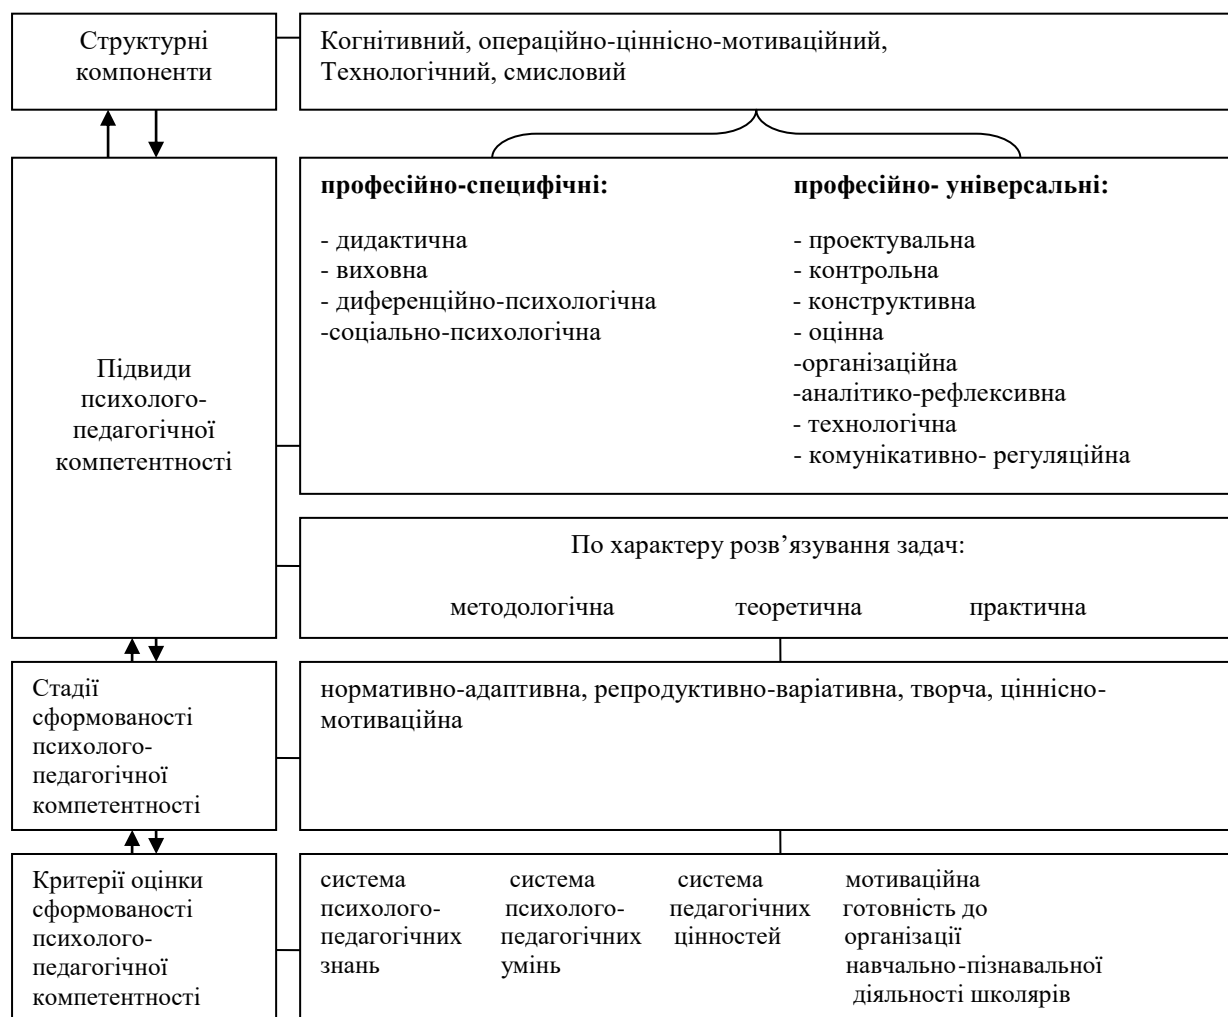 Структурні
компоненти
Когнітивний, операційно-ціннісно-мотиваційний,
Технологічний, смисловий
Підвиди
психолого-
педагогічної
компетентності
професійно-специфічні:
- дидактична
- виховна
- диференційно-психологічна
-соціально-психологічна
професійно- універсальні:
- проектувальна
- контрольна
- конструктивна
- оцінна
-організаційна
-аналітико-рефлексивна
- технологічна
- комунікативно- регуляційна
По характеру розв’язування задач:
методологічна теоретична практична
Стадії
сформованості
психолого-
педагогічної
компетентності
нормативно-адаптивна, репродуктивно-варіативна, творча, ціннісно-
мотиваційна
Критерії оцінки
сформованості
психолого-
педагогічної
компетентності
система
психолого-
педагогічних
знань
система
психолого-
педагогічних
умінь
система
педагогічних
цінностей
мотиваційна
готовність до
організації
навчально-пізнавальної
діяльності школярів